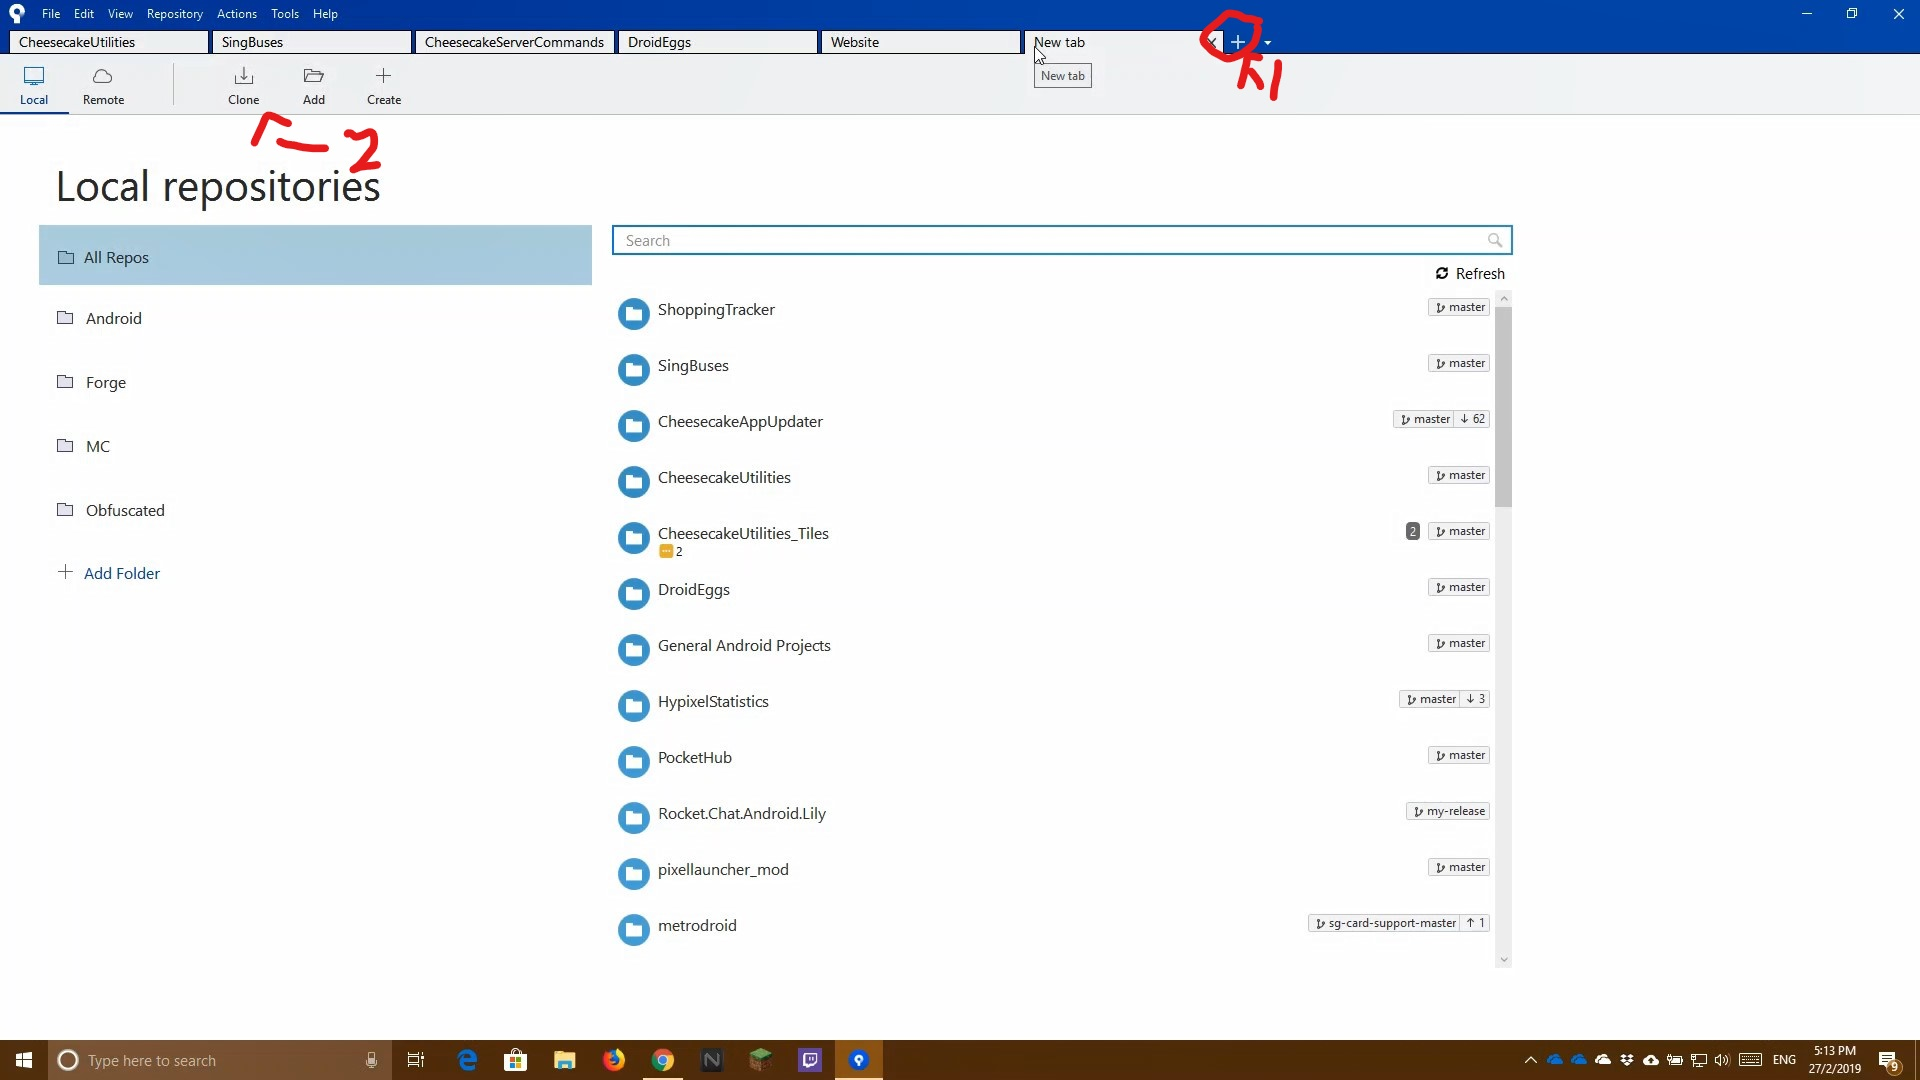 File Edit View Repository Actions Tools Help
CheesecakeUtilities SingBuses CheesecakeServerCommands DroidEggs Website New tab
Local Remote Clone Add Create
New tab
1
2
Local repositories
All Repos
Android
Forge
MC
Obfuscated
Add Folder
Search
Refresh
ShoppingTracker master
SingBuses master
CheesecakeAppUpdater master 62
CheesecakeUtilities master
CheesecakeUtilities_Tiles 2 master
2
DroidEggs master
General Android Projects master
HypixelStatistics master 3
PocketHub master
Rocket.Chat.Android.Lily my-release
pixellauncher_mod master
metrodroid sg-card-support-master 1
Type here to search
ENG
5:13 PM
27/2/2019
9